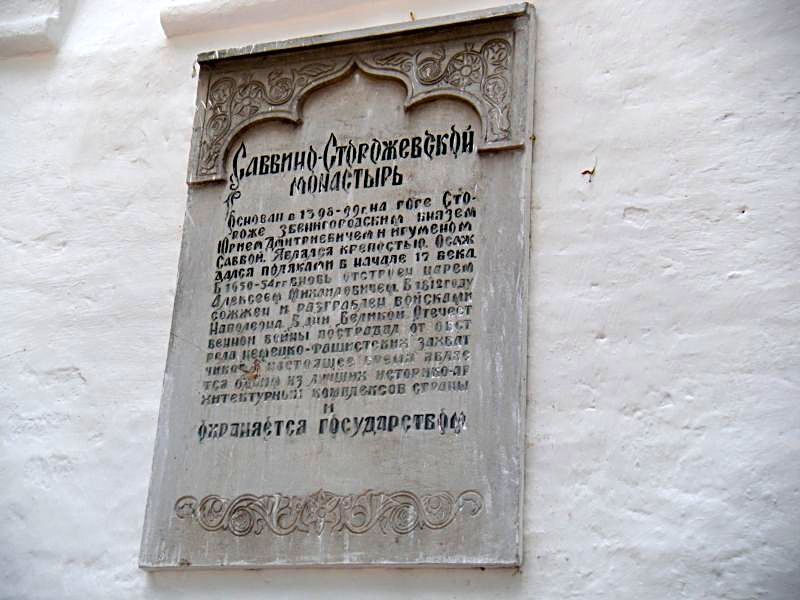 Саввино-Сторожевской
монастырь
Основан в 1398-99г. на горе Сто-
роже Звенигородским князем
Юрием Дмитриевичем и игуменом
Саввой. Являлся крепостью. Осаж
дался поляками в начале 17 века.
В 1650-54гг вновь отстроен царем
Алексеем Михайловичем. В 1812 году
сожжен и разграблен войсками
Наполеона. В дни Великой Отечест
венной войны пострадал от обст
рела немецко-фашистских захват
чиков. В настоящее время являе
тся одним из лучших историко-ар
хитектурных комплексов страны
и
охраняется государством